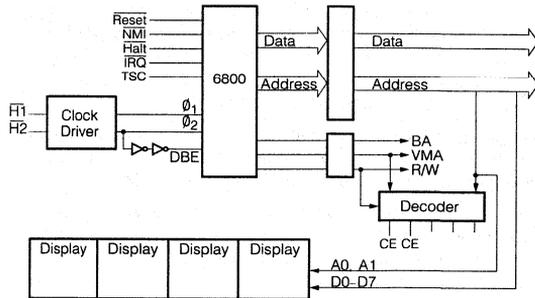 Reset
NMI
Halt
IRQ
TSC
6800
Data
Data
Address
Address
H1
H2
Clock
Driver
Ø1
Ø2
DBE
BA
VMA
R/W
Decoder
CE CE
Display Display Display Display
A0, A1
D0-D7